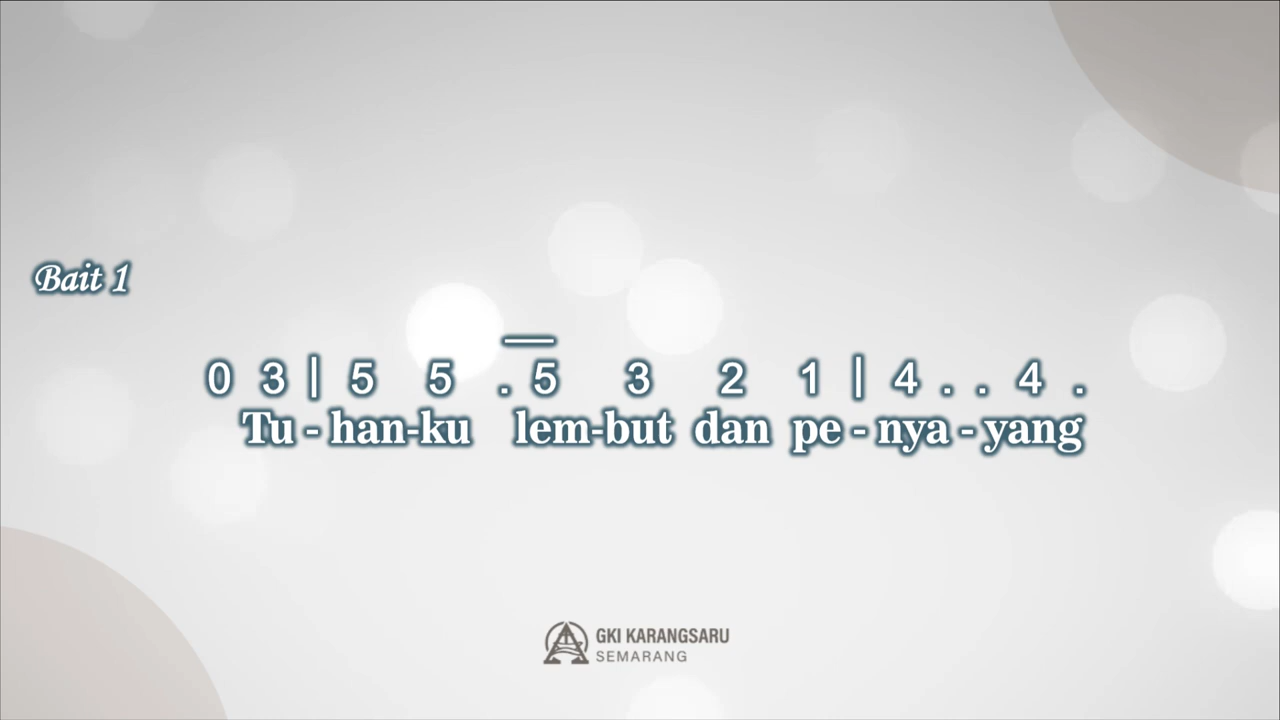 Bait 1
0 3 | 5 5 . 5 3 2 1 | 4 . . 4 .
Tu - han-ku lem-but dan pe - nya - yang
GKI KARANGSARU
SEMARANG